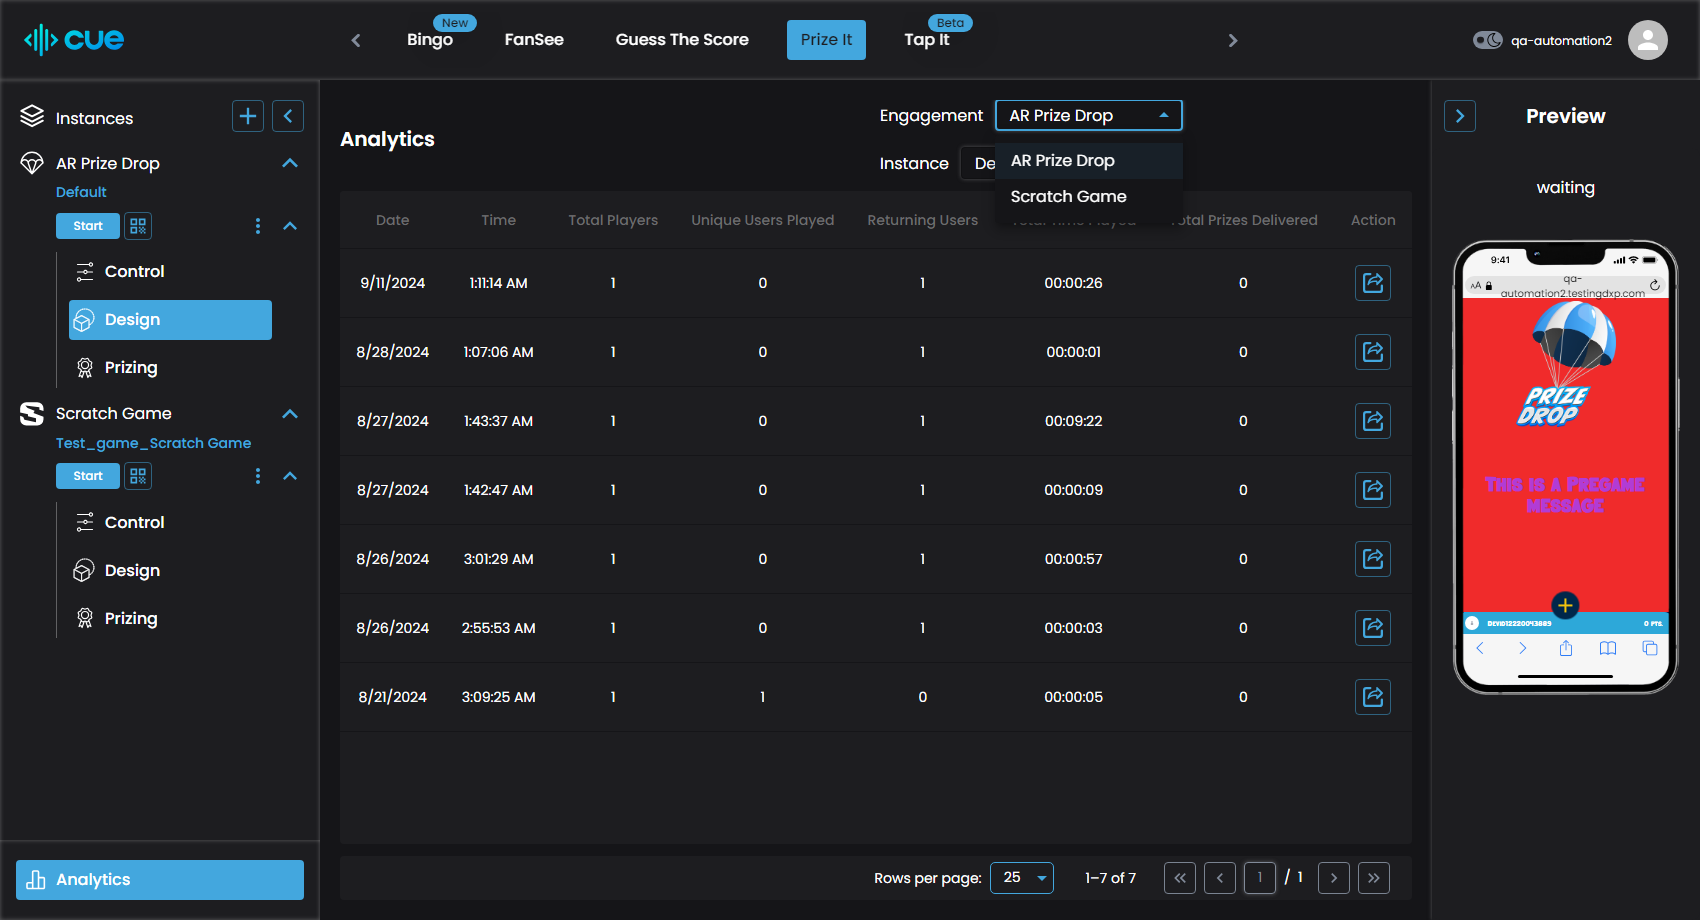 cue
New
Bingo
FanSee
Guess The Score
Prize It
Beta
Tap It
qa-automation2
Instances
AR Prize Drop
Default
Start
Control
Design
Prizing
Scratch Game
Test_game_Scratch Game
Start
Control
Design
Prizing
Analytics
Analytics
Engagement AR Prize Drop
Instance De
AR Prize Drop
Scratch Game
Date Time Total Players Unique Users Played Returning Users Total Time Played Total Prizes Delivered Action
9/11/2024 1:11:14 AM 1 0 1 00:00:26 0
8/28/2024 1:07:06 AM 1 0 1 00:00:01 0
8/27/2024 1:43:37 AM 1 0 1 00:09:22 0
8/27/2024 1:42:47 AM 1 0 1 00:00:09 0
8/26/2024 3:01:29 AM 1 0 1 00:00:57 0
8/26/2024 2:55:53 AM 1 0 1 00:00:03 0
8/21/2024 3:09:25 AM 1 1 0 00:00:05 0
Rows per page: 25 1–7 of 7 1 / 1
Preview
waiting
9:41
AA
qa-
automation2.testingdxp.com
PRIZE
DROP
THIS IS A PREGAME
MESSAGE
0 PTS.